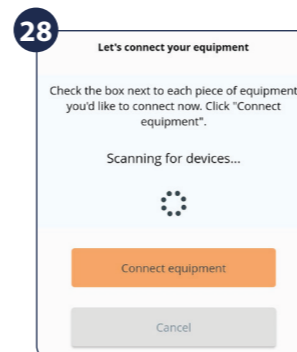 28
Let's connect your equipment
Check the box next to each piece of equipment
you'd like to connect now. Click "Connect
equipment".
Scanning for devices...
Connect equipment
Cancel